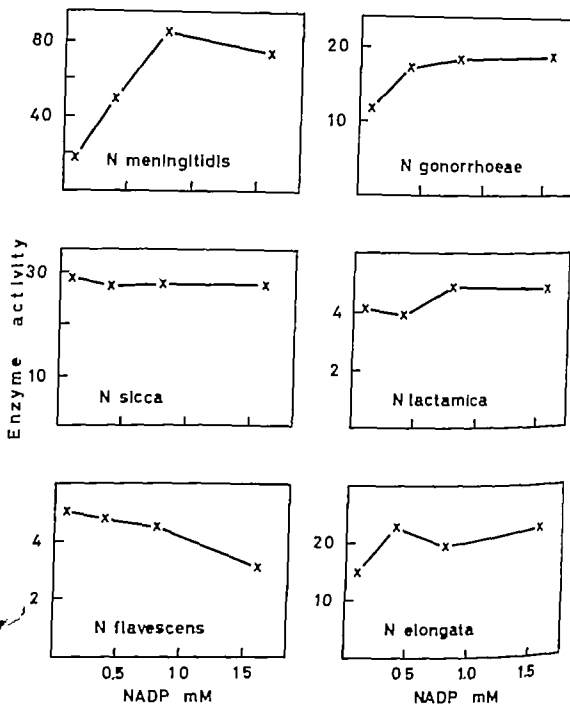 80
40
N meningitidis
20
10
N gonorrhoeae
Enzyme activity
30
10
N sicca
4
2
N lactamica
4
2
N flavescens
0.5 1.0 1.5
NADP mM
20
10
N elongata
0.5 1.0 1.5
NADP mM